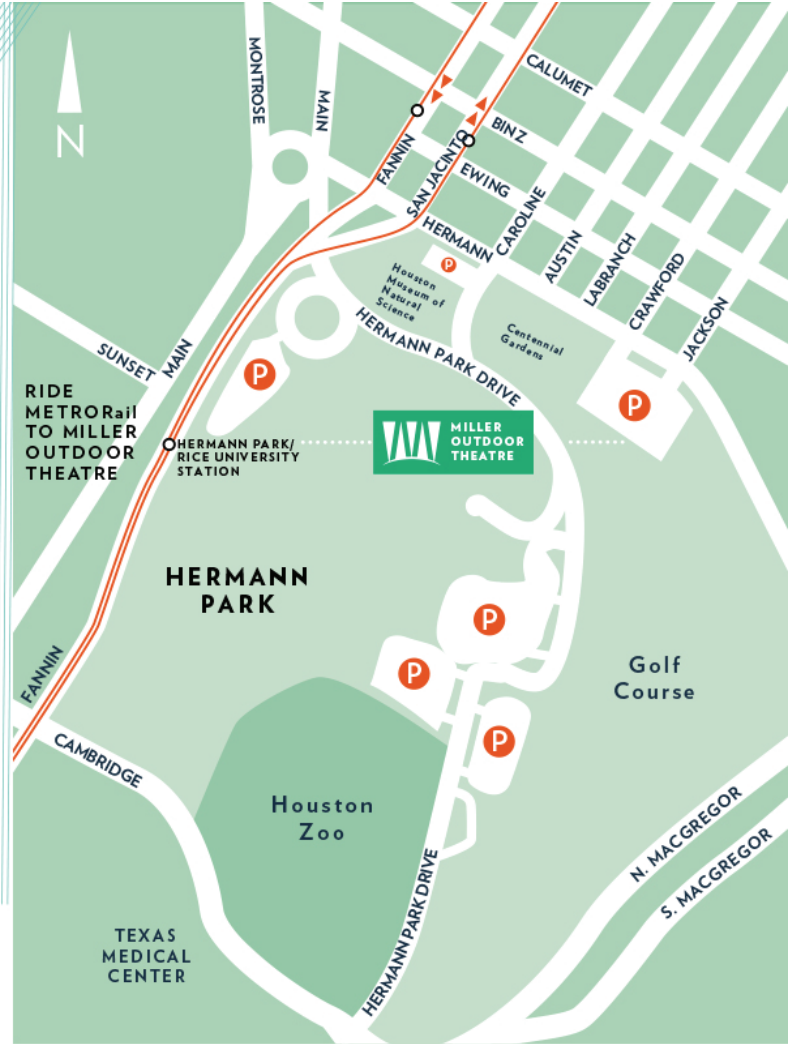 CALUMET
MONTROSE
MAIN
BINZ
FANNIN
SAN JACINTO
EWING
N
HERMANN
CAROLINE
AUSTIN
LABRANCH
CRAWFORD
JACKSON
P
Houston
Museum of
Natural
Science
Centennial
Gardens
HERMANN PARK DRIVE
SUNSET
MAIN
P
P
RIDE
METRORail
TO MILLER
OUTDOOR
THEATRE
HERMANN PARK/
RICE UNIVERSITY
STATION
MILLER
OUTDOOR
THEATRE
HERMANN
PARK
P
P
P
Golf
Course
FANNIN
CAMBRIDGE
Houston
Zoo
N. MACGREGOR
S. MACGREGOR
HERMANN PARK DRIVE
TEXAS
MEDICAL
CENTER